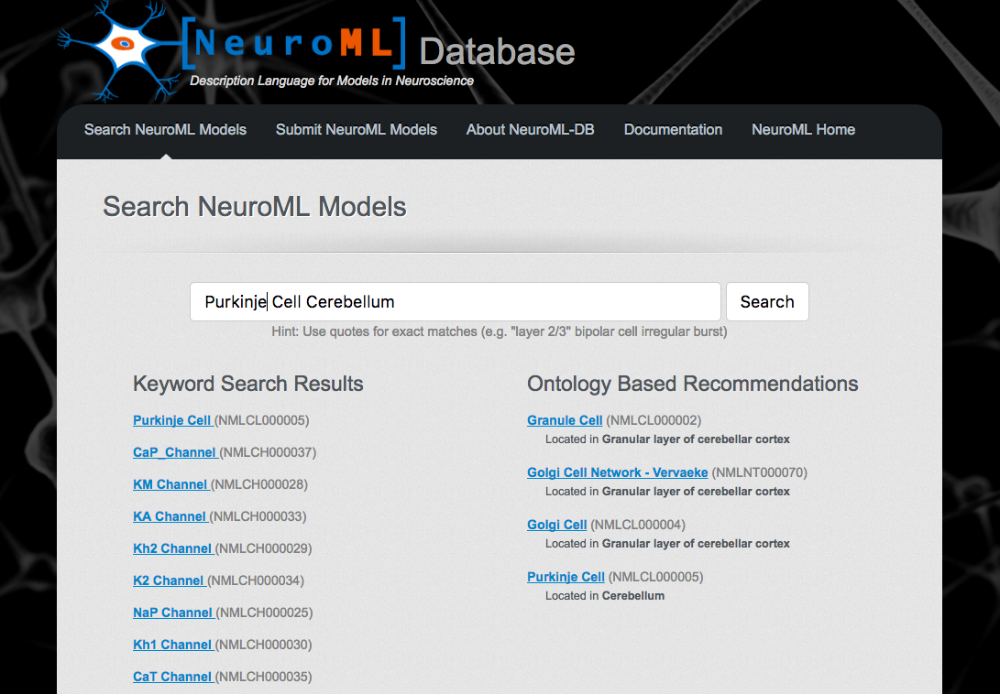 [NeuroML] Database
Description Language for Models in Neuroscience
Search NeuroML Models Submit NeuroML Models About NeuroML-DB Documentation NeuroML Home
Search NeuroML Models
Purkinje Cell Cerebellum Search
Hint: Use quotes for exact matches (e.g. "layer 2/3" bipolar cell irregular burst)
Keyword Search Results
Purkinje Cell (NMLCL000005)
CaP_Channel (NMLCH000037)
KM Channel (NMLCH000028)
KA Channel (NMLCH000033)
Kh2 Channel (NMLCH000029)
K2 Channel (NMLCH000034)
NaP Channel (NMLCH000025)
Kh1 Channel (NMLCH000030)
CaT Channel (NMLCH000035)
Ontology Based Recommendations
Granule Cell (NMLCL000002)
Located in Granular layer of cerebellar cortex
Golgi Cell Network - Vervaeke (NMLNT000070)
Located in Granular layer of cerebellar cortex
Golgi Cell (NMLCL000004)
Located in Granular layer of cerebellar cortex
Purkinje Cell (NMLCL000005)
Located in Cerebellum